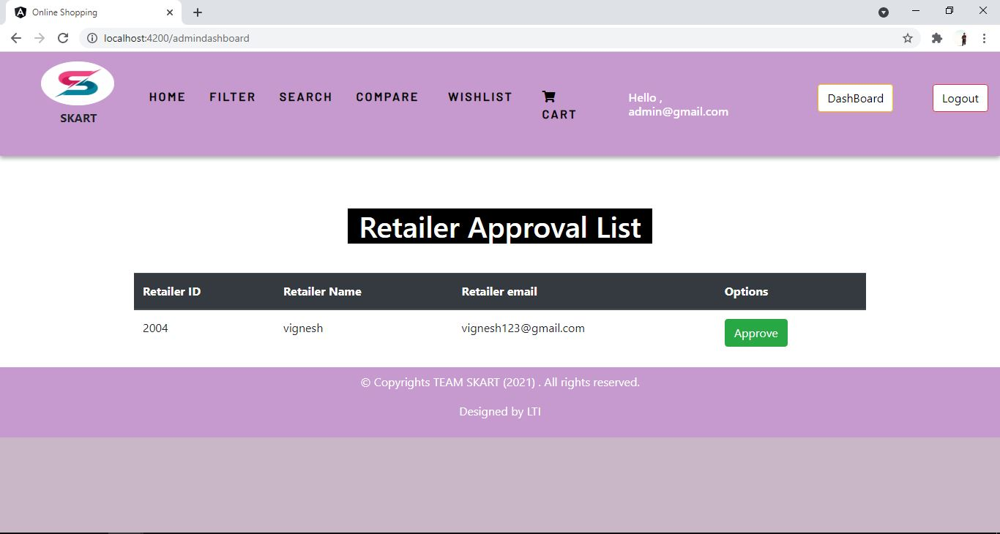 Online Shopping
localhost:4200/admindashboard
SKART
HOME
FILTER
SEARCH
COMPARE
WISHLIST
CART
Hello ,
admin@gmail.com
DashBoard
Logout
Retailer Approval List
Retailer ID Retailer Name Retailer email Options
2004 vignesh vignesh123@gmail.com Approve
© Copyrights TEAM SKART (2021) . All rights reserved.
Designed by LTI